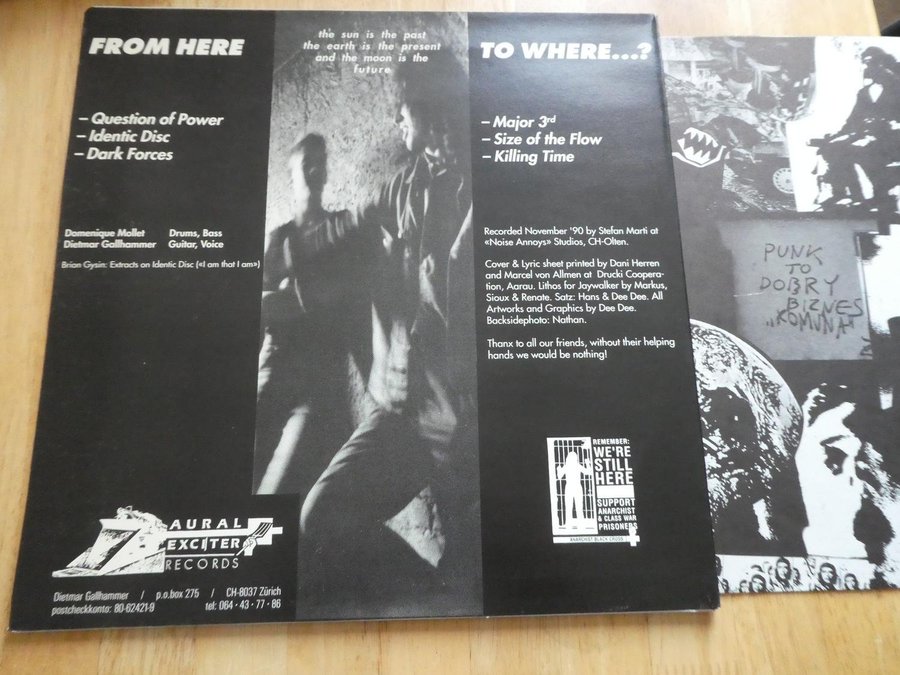 FROM HERE
– Question of Power
– Identic Disc
– Dark Forces
Domenique Mollet Drums, Bass
Dietmar Gallhammer Guitar, Voice
Brian Gysin: Extracts on Identic Disc («I am that I am»)
AURAL
EXCITER
RECORDS
Dietmar Gallhammer / p.o.box 275 / CH-8037 Zürich
postcheckkonto: 80-62421-9 tel: 064 · 43 · 77 · 86
the sun is the past
the earth is the present
and the moon is the
future
TO WHERE...?
– Major 3rd
– Size of the Flow
– Killing Time
Recorded November '90 by Stefan Marti at
«Noise Annoys» Studios, CH-Olten.
Cover & Lyric sheet printed by Dani Herren
and Marcel von Allmen at Drucki Coopera-
tion, Aarau. Lithos for Jaywalker by Markus,
Sioux & Renate. Satz: Hans & Dee Dee. All
Artworks and Graphics by Dee Dee.
Backsidephoto: Nathan.
Thanx to all our friends, without their helping
hands we would be nothing!
REMEMBER:
WE'RE
STILL
HERE
SUPPORT
ANARCHIST
& CLASS WAR
PRISONERS
ANARCHIST BLACK CROSS
PUNK
TO
DOBRY
BIZNES
„KOMUNA"